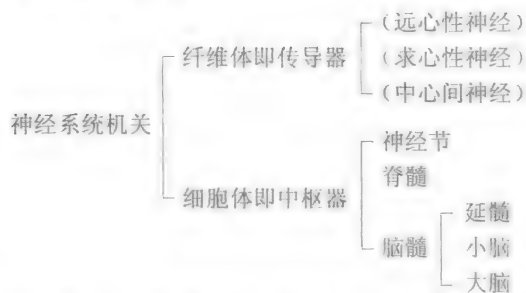 （远心性神经）
纤维体即传导器
（求心性神经）
（中心间神经）
神经系统机关
神经节
脊髓
细胞体即中枢器
延髓
脑髓
小脑
大脑